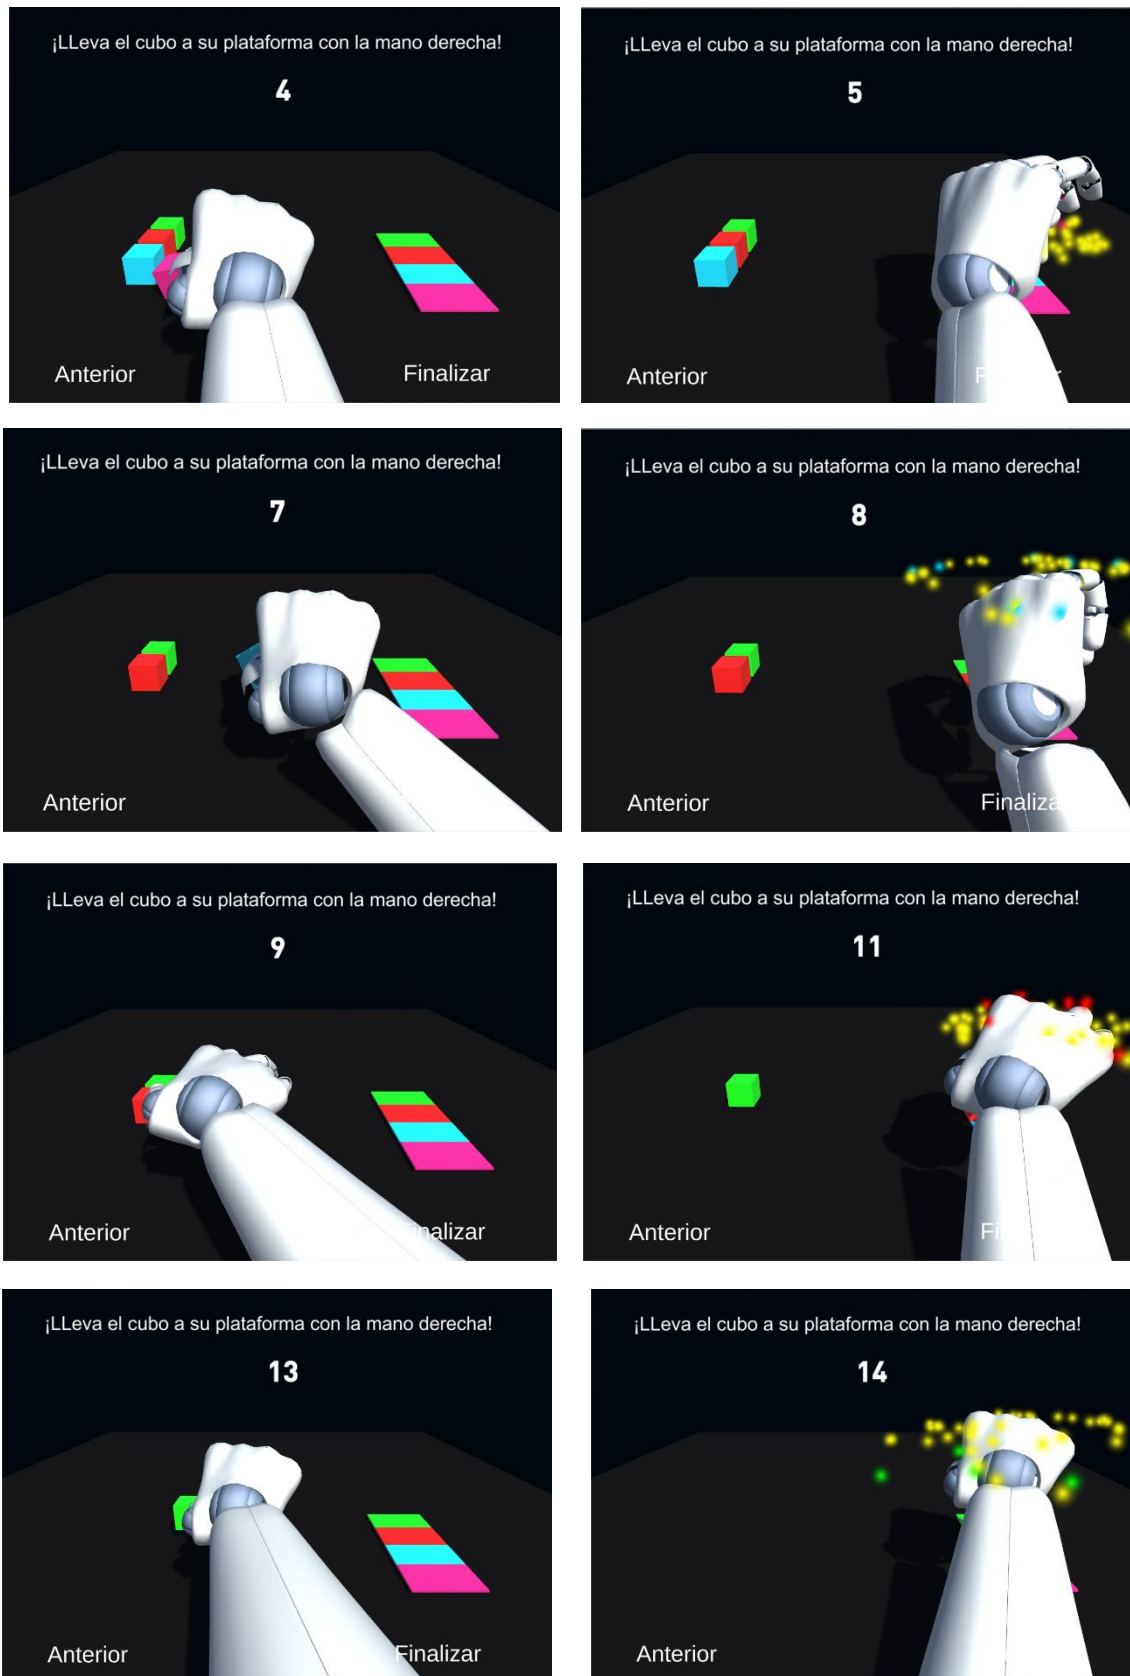 ¡LLeva el cubo a su plataforma con la mano derecha!
4
Anterior
Finalizar
¡LLeva el cubo a su plataforma con la mano derecha!
5
Anterior
¡LLeva el cubo a su plataforma con la mano derecha!
7
Anterior
¡LLeva el cubo a su plataforma con la mano derecha!
8
Anterior
Finaliza
¡LLeva el cubo a su plataforma con la mano derecha!
9
Anterior
nalizar
¡LLeva el cubo a su plataforma con la mano derecha!
11
Anterior
¡LLeva el cubo a su plataforma con la mano derecha!
13
Anterior
Finalizar
¡LLeva el cubo a su plataforma con la mano derecha!
14
Anterior